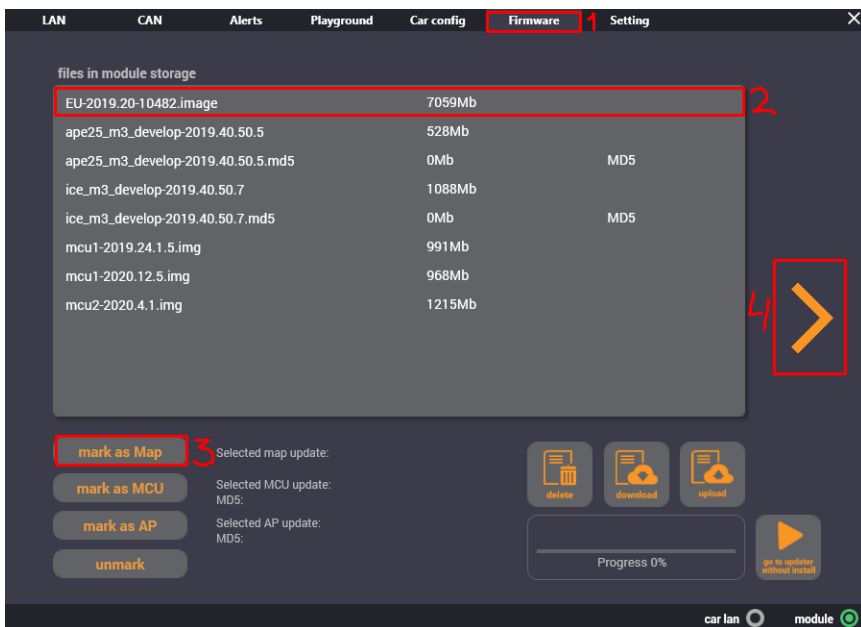 LAN CAN Alerts Playground Car config Firmware 1 Setting
files in module storage
EU-2019.20-10482.image 7059Mb 2
ape25_m3_develop-2019.40.50.5 528Mb
ape25_m3_develop-2019.40.50.5.md5 0Mb MD5
ice_m3_develop-2019.40.50.7 1088Mb
ice_m3_develop-2019.40.50.7.md5 0Mb MD5
mcu1-2019.24.1.5.img 991Mb
mcu1-2020.12.5.img 968Mb
mcu2-2020.4.1.img 1215Mb
4
mark as Map 3 Selected map update:
mark as MCU Selected MCU update:
MD5:
mark as AP Selected AP update:
MD5:
unmark
delete download upload
Progress 0%
go to updater
without install
car lan module